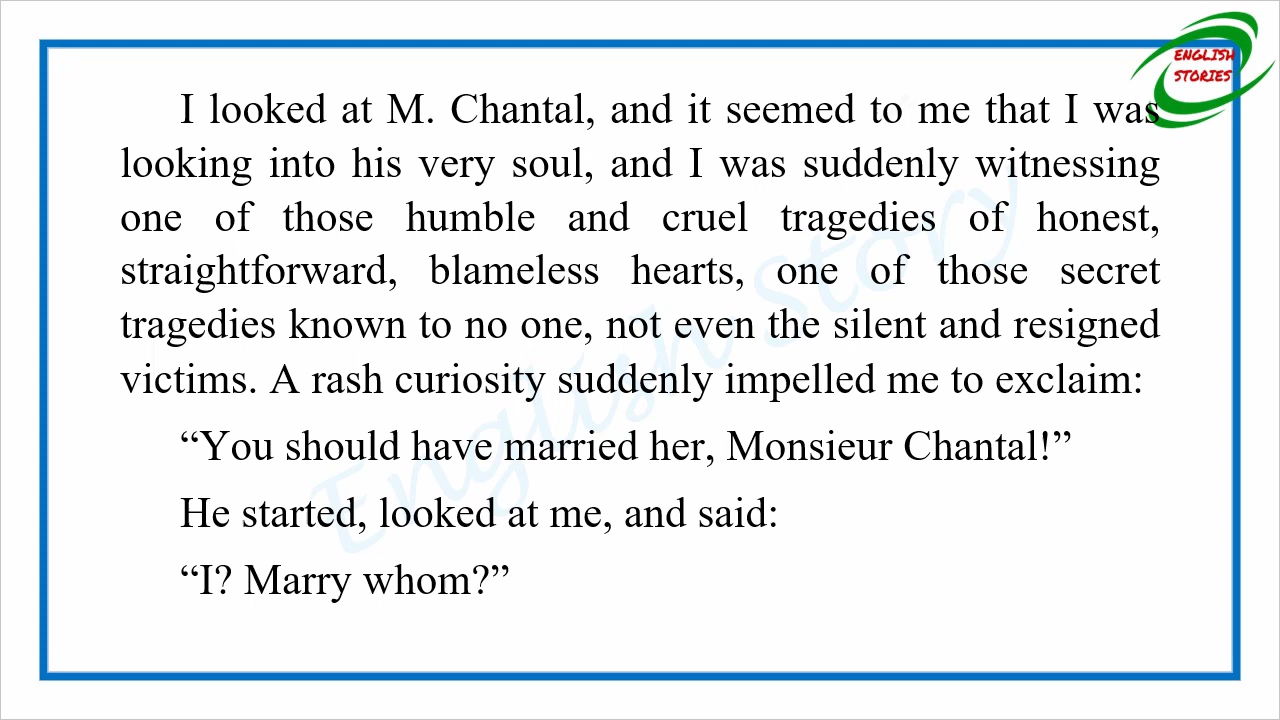 ENGLISH
STORIES
I looked at M. Chantal, and it seemed to me that I was
looking into his very soul, and I was suddenly witnessing
one of those humble and cruel tragedies of honest,
straightforward, blameless hearts, one of those secret
tragedies known to no one, not even the silent and resigned
victims. A rash curiosity suddenly impelled me to exclaim:
“You should have married her, Monsieur Chantal!”
He started, looked at me, and said:
“I? Marry whom?”
English Story